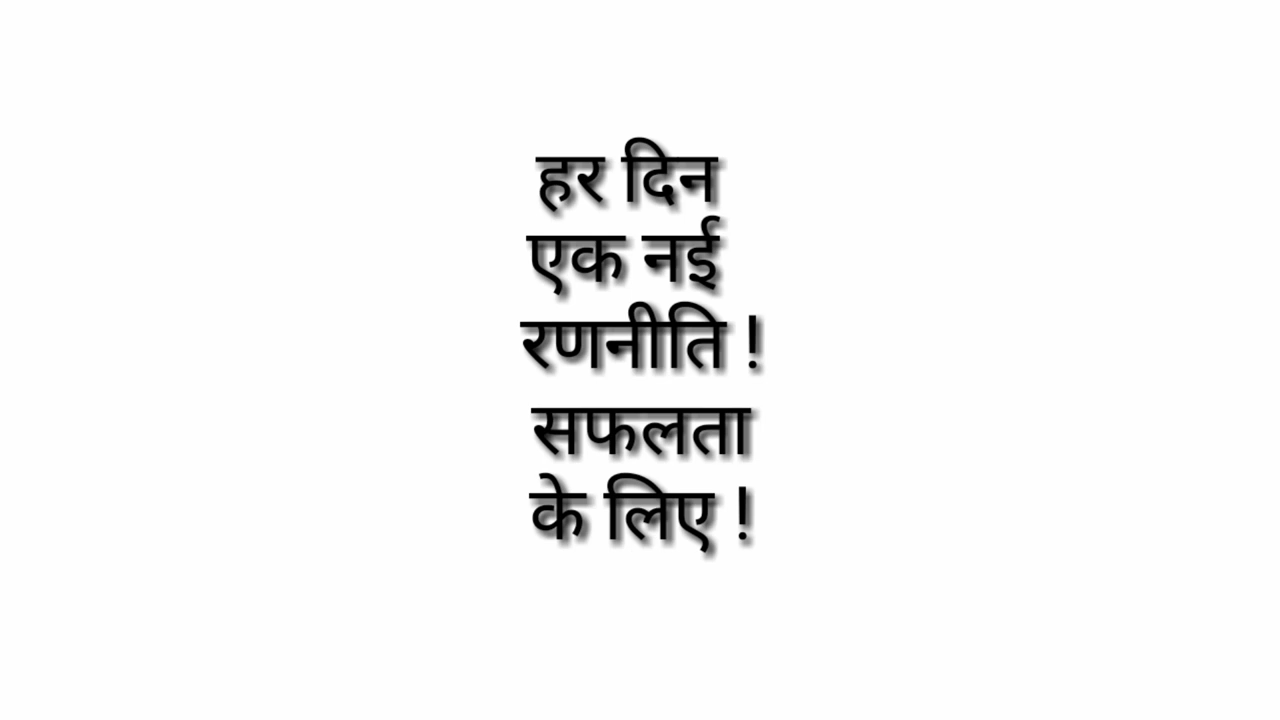 हर दिन
एक नई
रणनीति !
सफलता
के लिए !